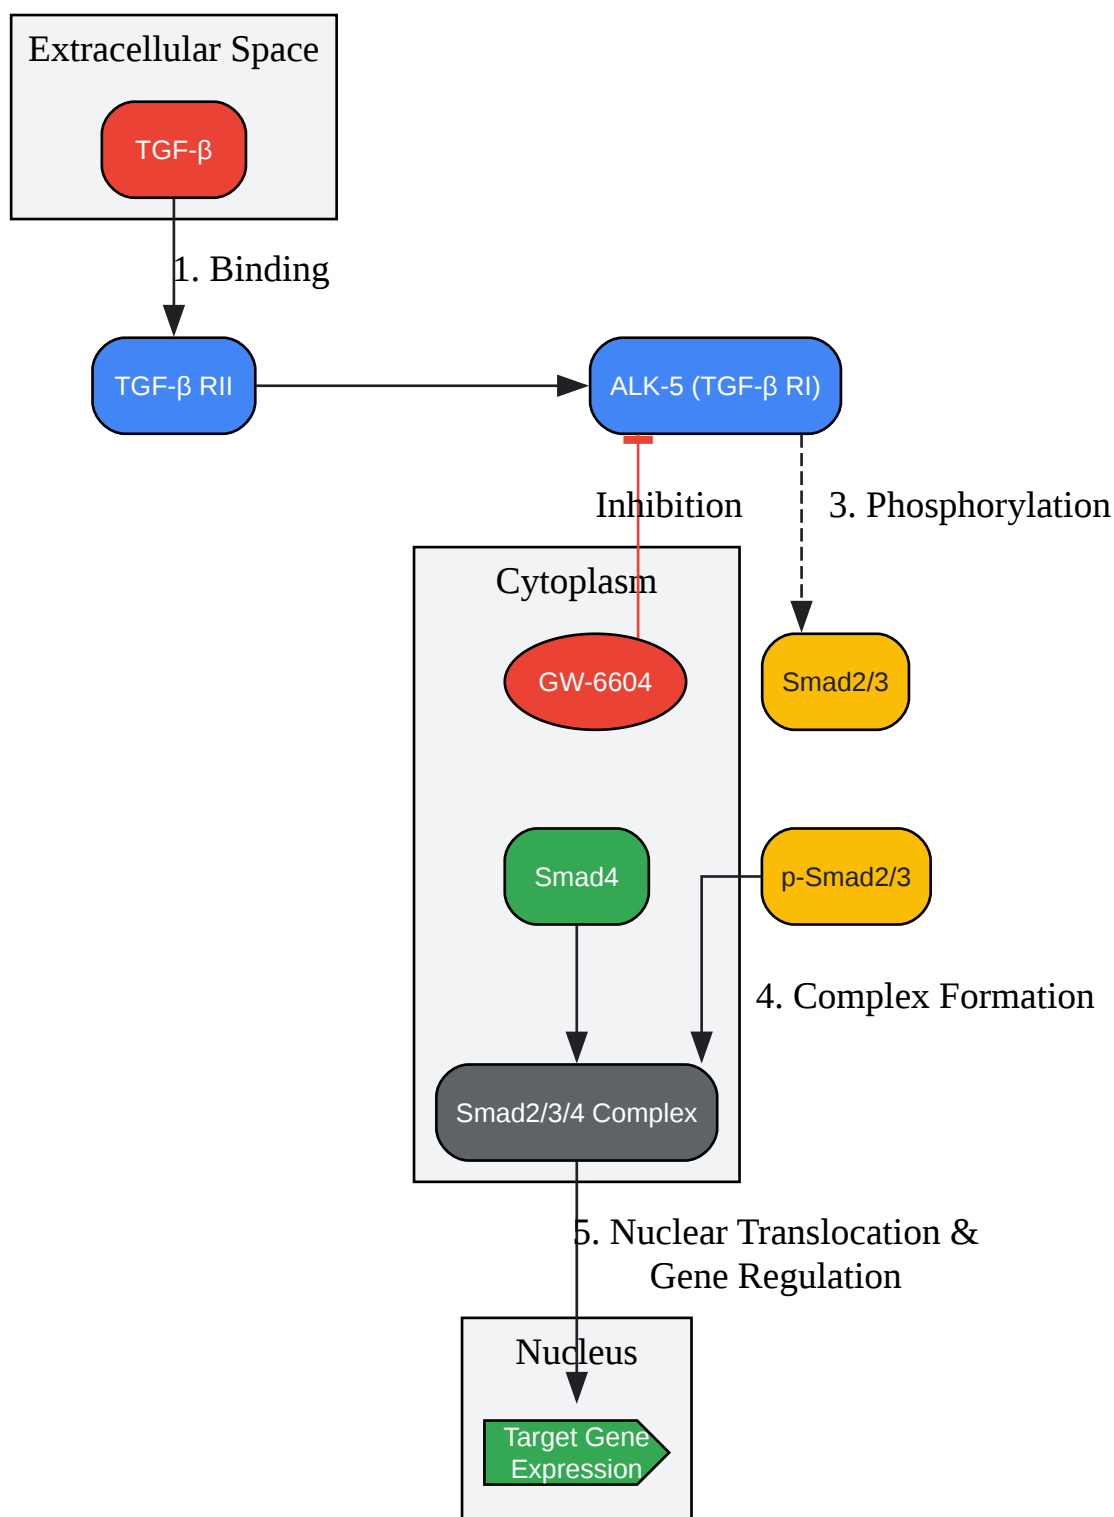 Extracellular Space
TGF-β
1. Binding
TGF-β RII
ALK-5 (TGF-β RI)
Inhibition
3. Phosphorylation
Cytoplasm
GW-6604
Smad2/3
Smad4
p-Smad2/3
4. Complex Formation
Smad2/3/4 Complex
5. Nuclear Translocation &
Gene Regulation
Nucleus
Target Gene
Expression